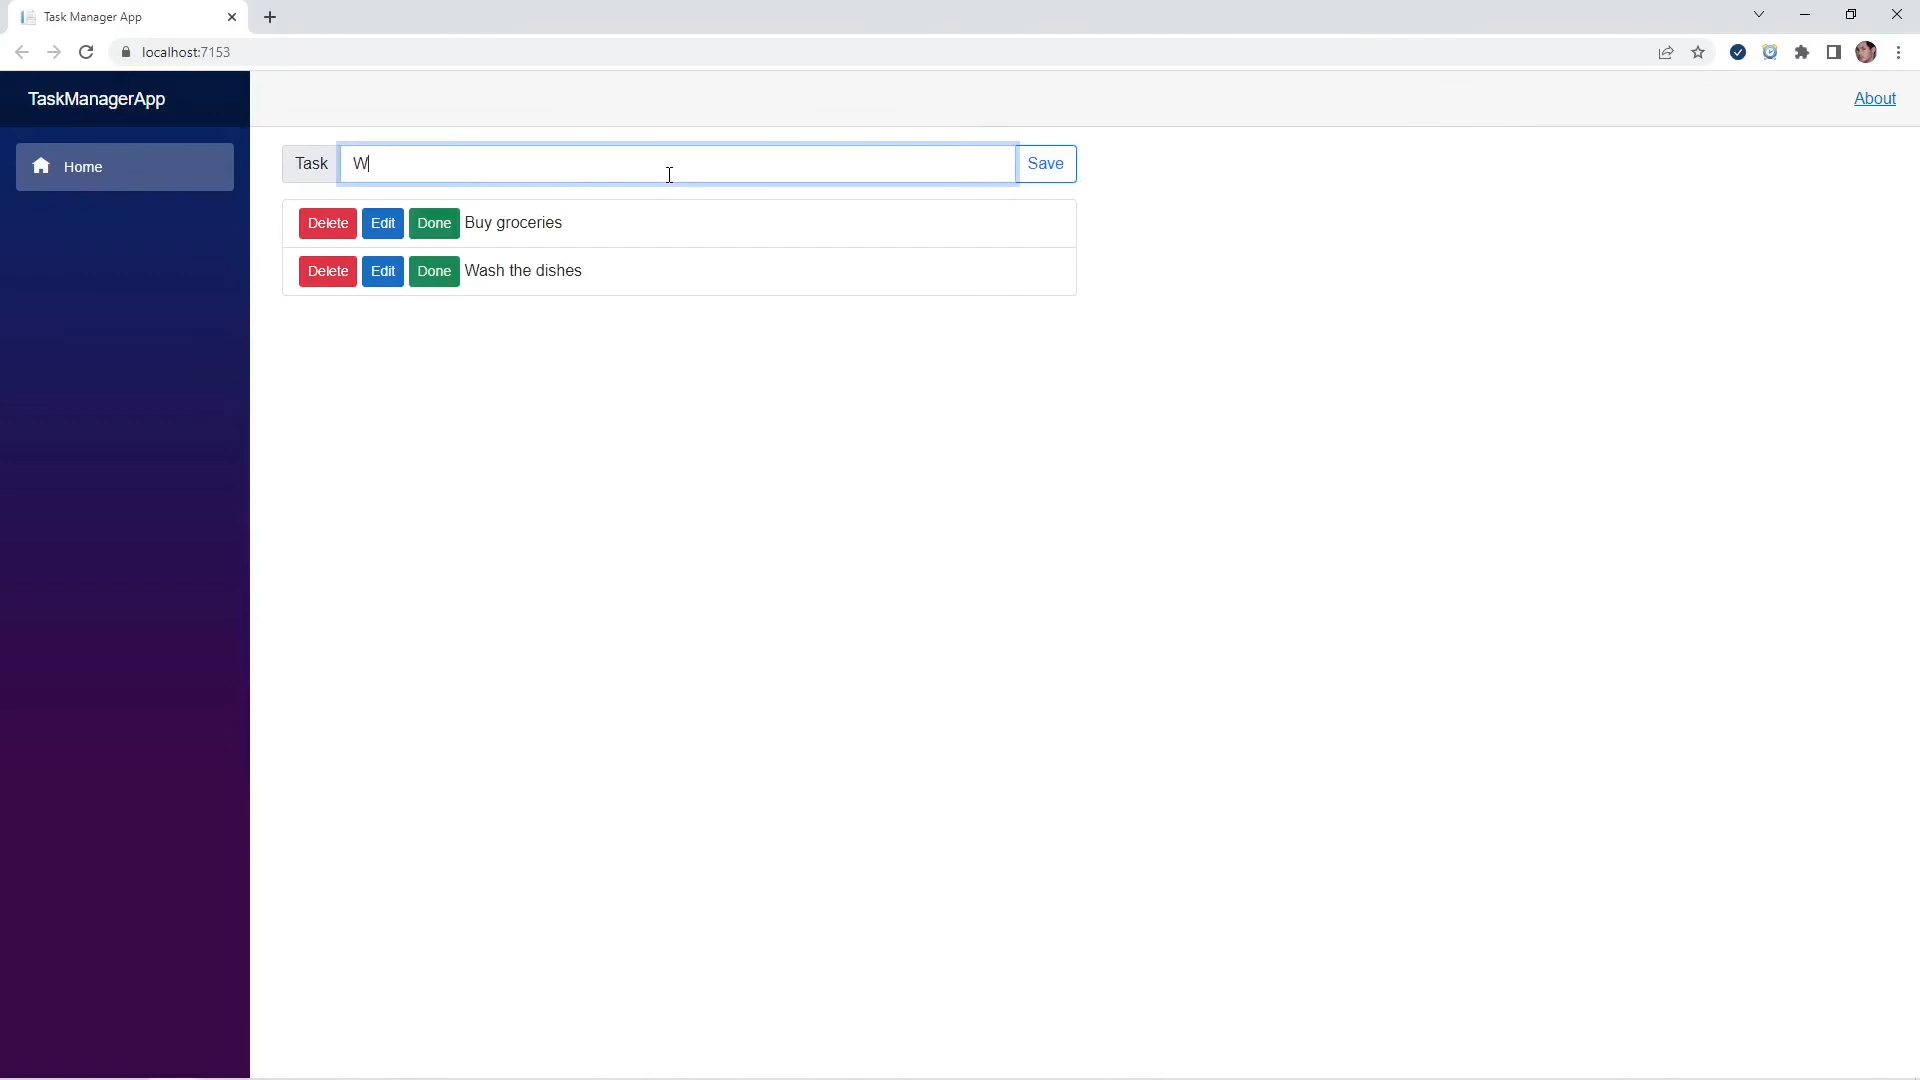 Task Manager App
localhost:7153
TaskManagerApp
About
Home
Task W Save
Delete Edit Done Buy groceries
Delete Edit Done Wash the dishes